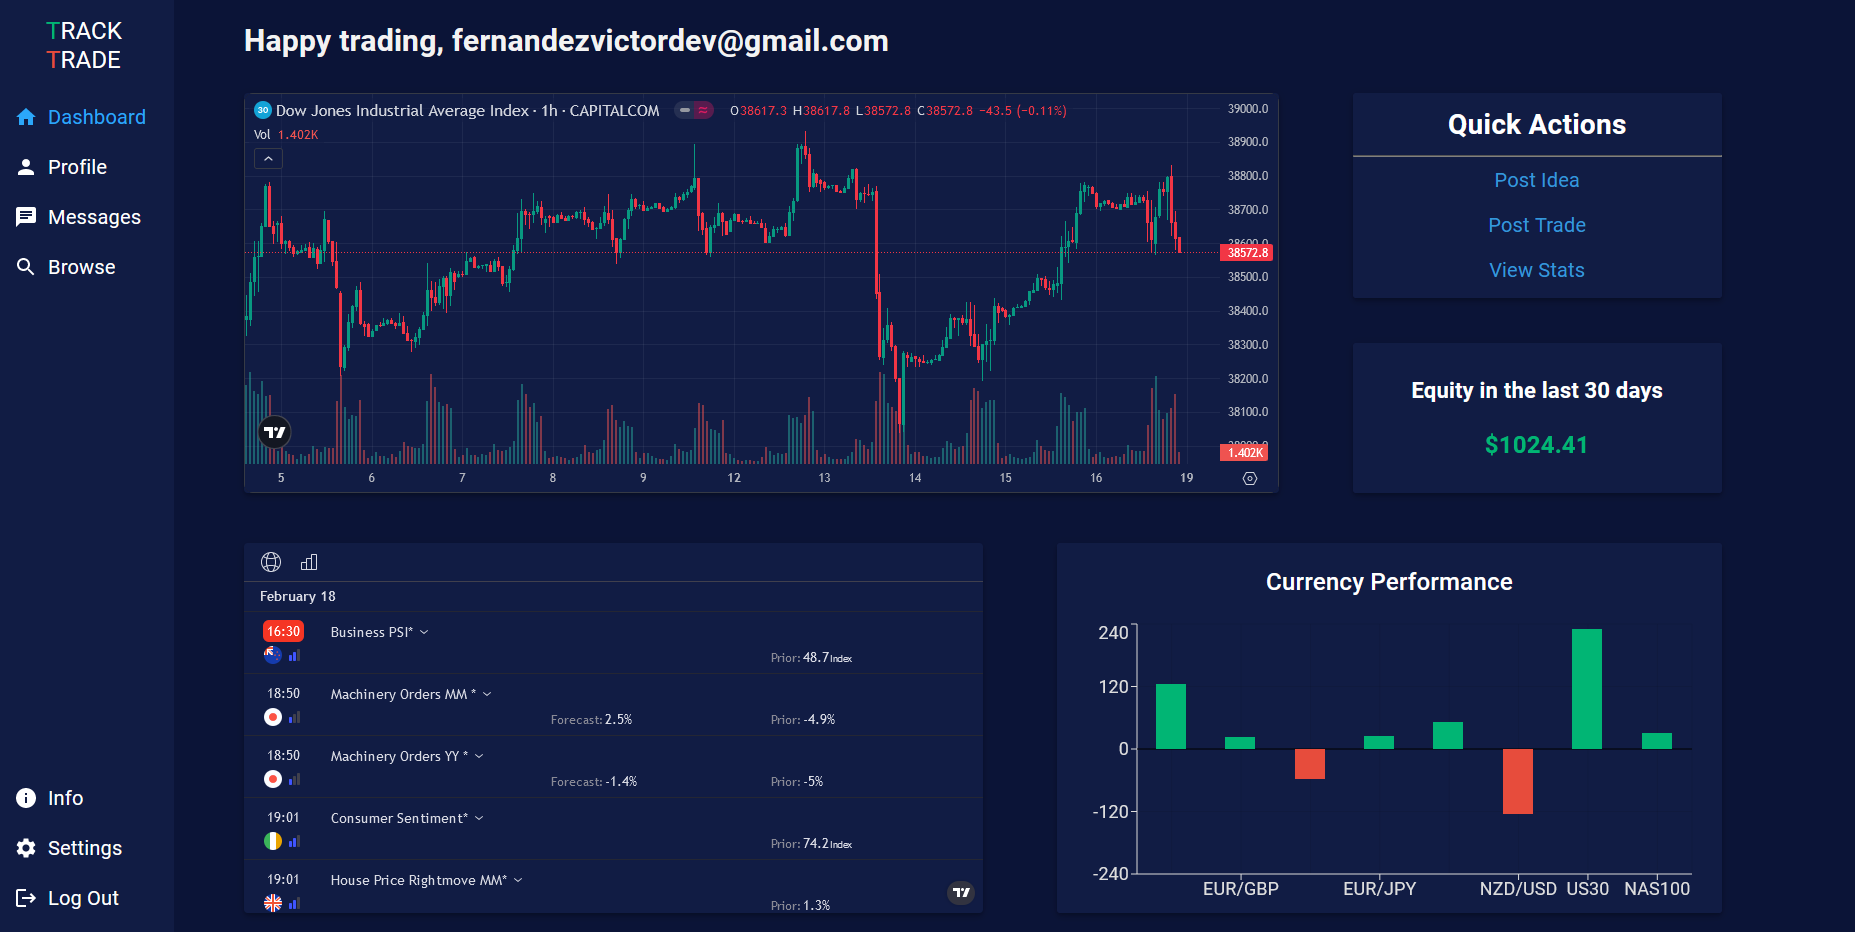 TRACK
TRADE
Dashboard
Profile
Messages
Browse
Info
Settings
Log Out
Happy trading, fernandezvictordev@gmail.com
30 Dow Jones Industrial Average Index · 1h · CAPITALCOM O38617.3 H38617.8 L38572.8 C38572.8 −43.5 (−0.11%)
Vol 1.402K
39000.0
38900.0
38800.0
38700.0
38600.0
38572.8
38500.0
38400.0
38300.0
38200.0
38100.0
38000.0
1.402K
5 6 7 8 9 12 13 14 15 16 19
Quick Actions
Post Idea
Post Trade
View Stats
Equity in the last 30 days
$1024.41
February 18
16:30 Business PSI*
Prior: 48.7 Index
18:50 Machinery Orders MM *
Forecast: 2.5% Prior: -4.9%
18:50 Machinery Orders YY *
Forecast: -1.4% Prior: -5%
19:01 Consumer Sentiment*
Prior: 74.2 Index
19:01 House Price Rightmove MM*
Prior: 1.3%
Currency Performance
240
120
0
-120
-240
EUR/GBP EUR/JPY NZD/USD US30 NAS100